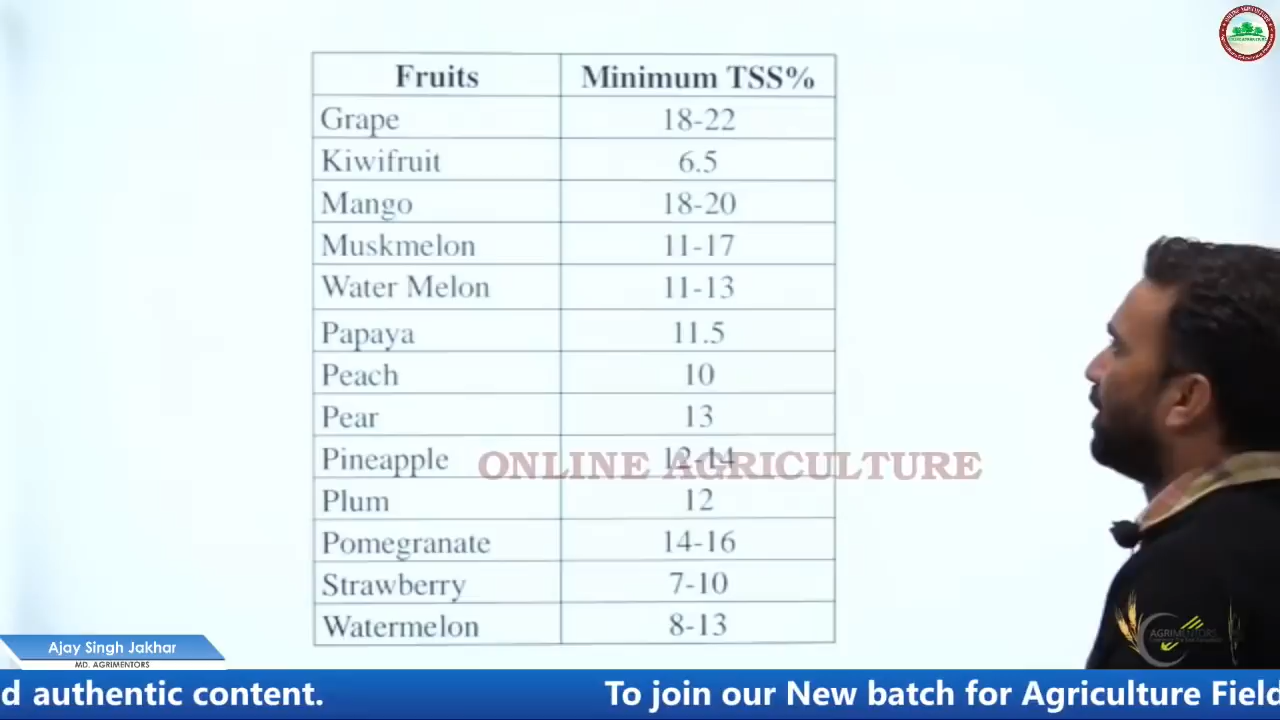 Fruits Minimum TSS%
Grape 18-22
Kiwifruit 6.5
Mango 18-20
Muskmelon 11-17
Water Melon 11-13
Papaya 11.5
Peach 10
Pear 13
Pineapple 12-14
ONLINE AGRICULTURE
Plum 12
Pomegranate 14-16
Strawberry 7-10
Watermelon 8-13
Ajay Singh Jakhar
MD. AGRIMENTORS
AGRIMENTORS
d authentic content. To join our New batch for Agriculture Field